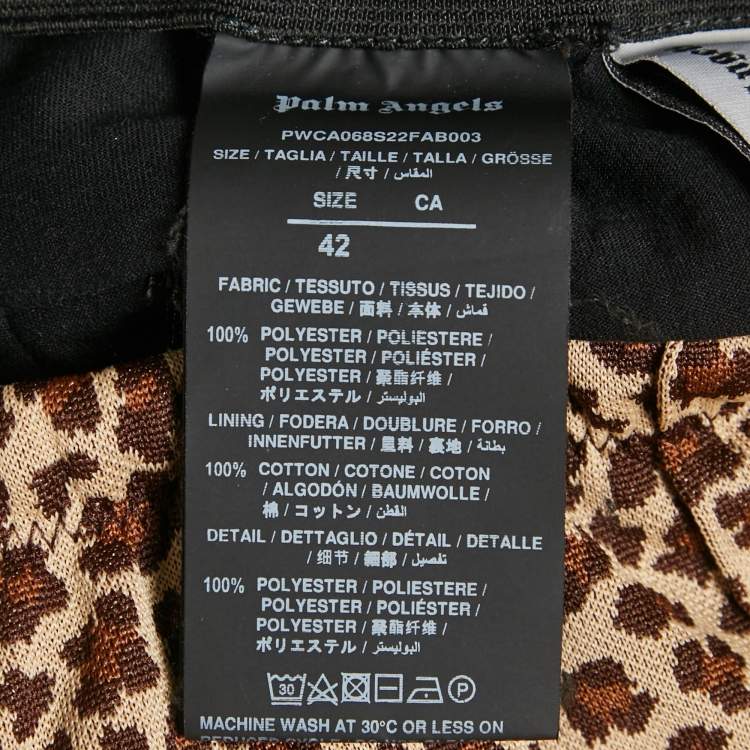 Palm Angels
PWCA068S22FAB003
SIZE / TAGLIA / TAILLE / TALLA / GRÖSSE
/ 尺寸 / المقاس /
SIZE CA
42
FABRIC / TESSUTO / TISSUS / TEJIDO /
GEWEBE / 面料 / 本体 / قماش /
100% POLYESTER / POLIESTERE /
POLYESTER / POLIÉSTER /
POLYESTER / 聚酯纤维 /
ポリエステル / البوليستر /
LINING / FODERA / DOUBLURE / FORRO /
INNENFUTTER / 里料 / 裏地 / بطانة /
100% COTTON / COTONE / COTON
/ ALGODÓN / BAUMWOLLE /
棉 / コットン / القطن /
DETAIL / DETTAGLIO / DÉTAIL / DETALLE
/ 细节 / 細部 / تفصيل /
100% POLYESTER / POLIESTERE /
POLYESTER / POLIÉSTER /
POLYESTER / 聚酯纤维 /
ポリエステル / البوليستر /
30 P
MACHINE WASH AT 30°C OR LESS ON